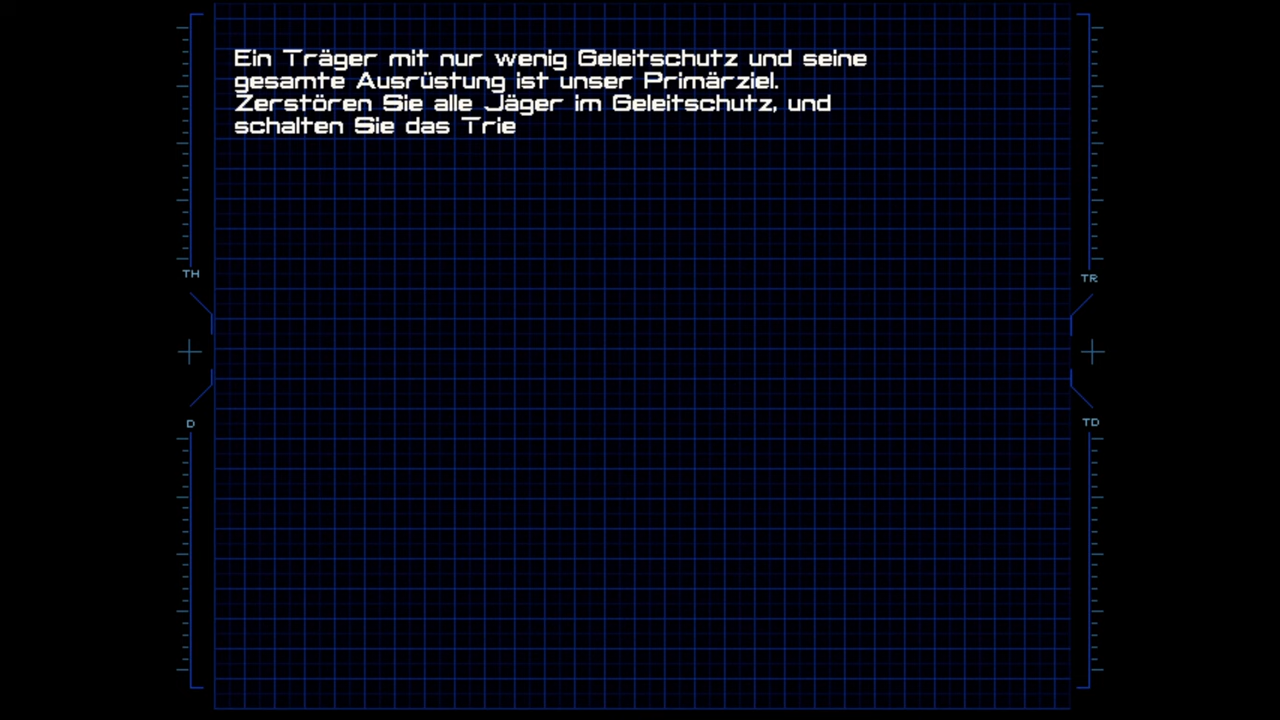 Ein Träger mit nur wenig Geleitschutz und seine
gesamte Ausrüstung ist unser Primärziel.
Zerstören Sie alle Jäger im Geleitschutz, und
schalten Sie das Trie
TH
TR
D
TD